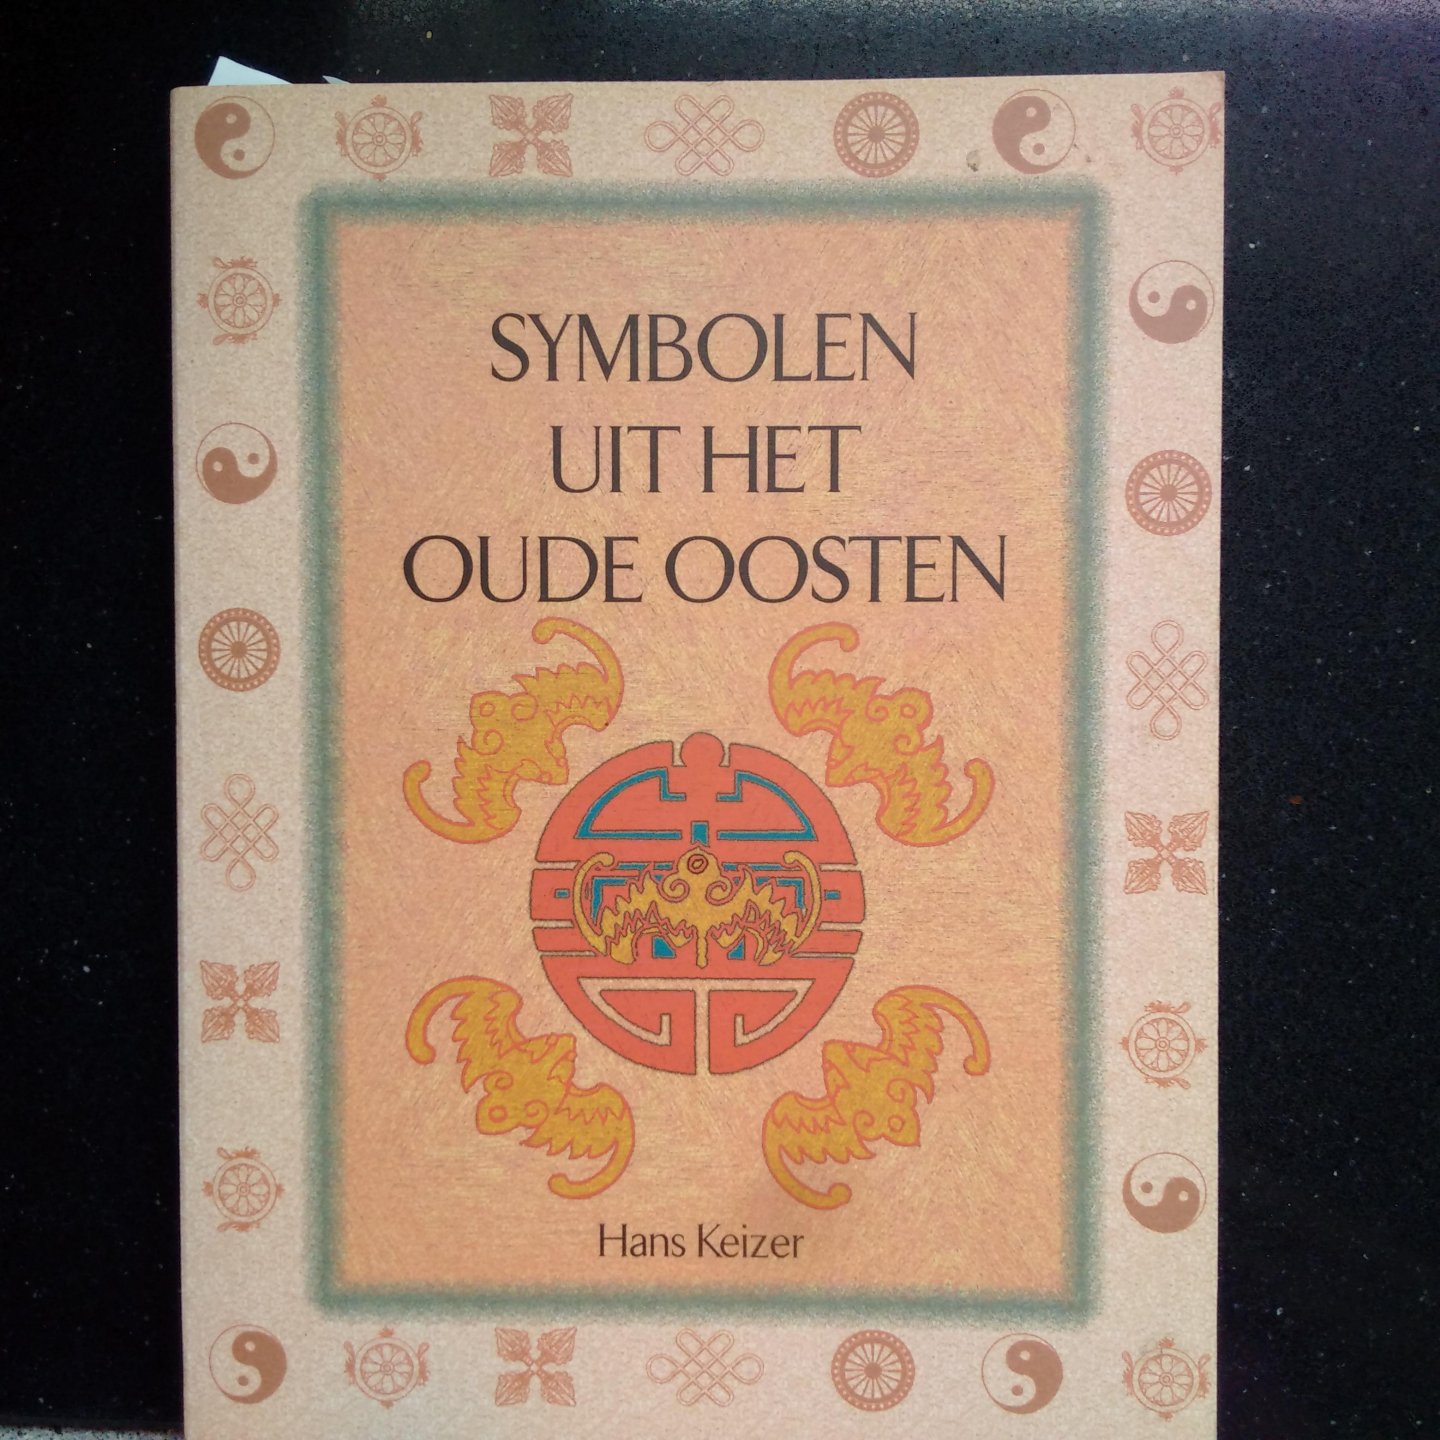 SYMBOLEN
UIT HET
OUDE OOSTEN
Hans Keizer